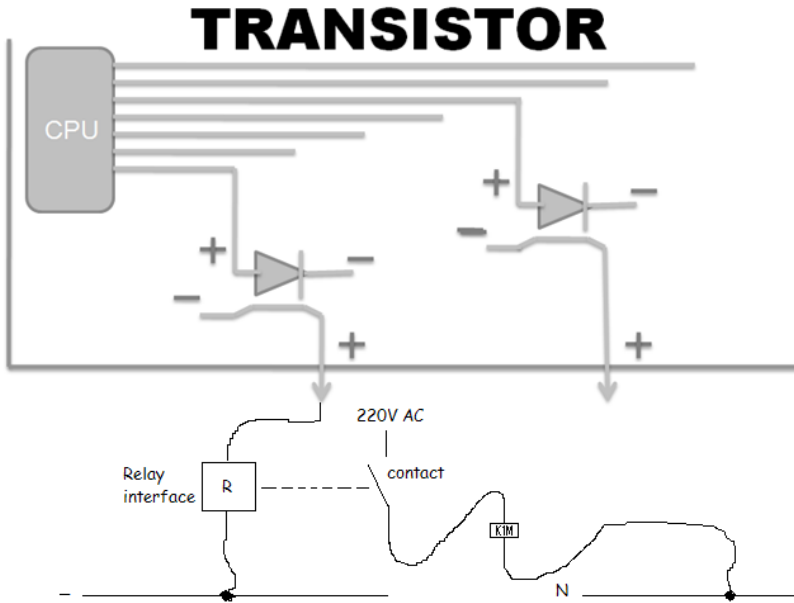 TRANSISTOR
CPU
+
−
−
+
−
−
+
+
220V AC
Relay
interface
R
contact
K1M
−
N